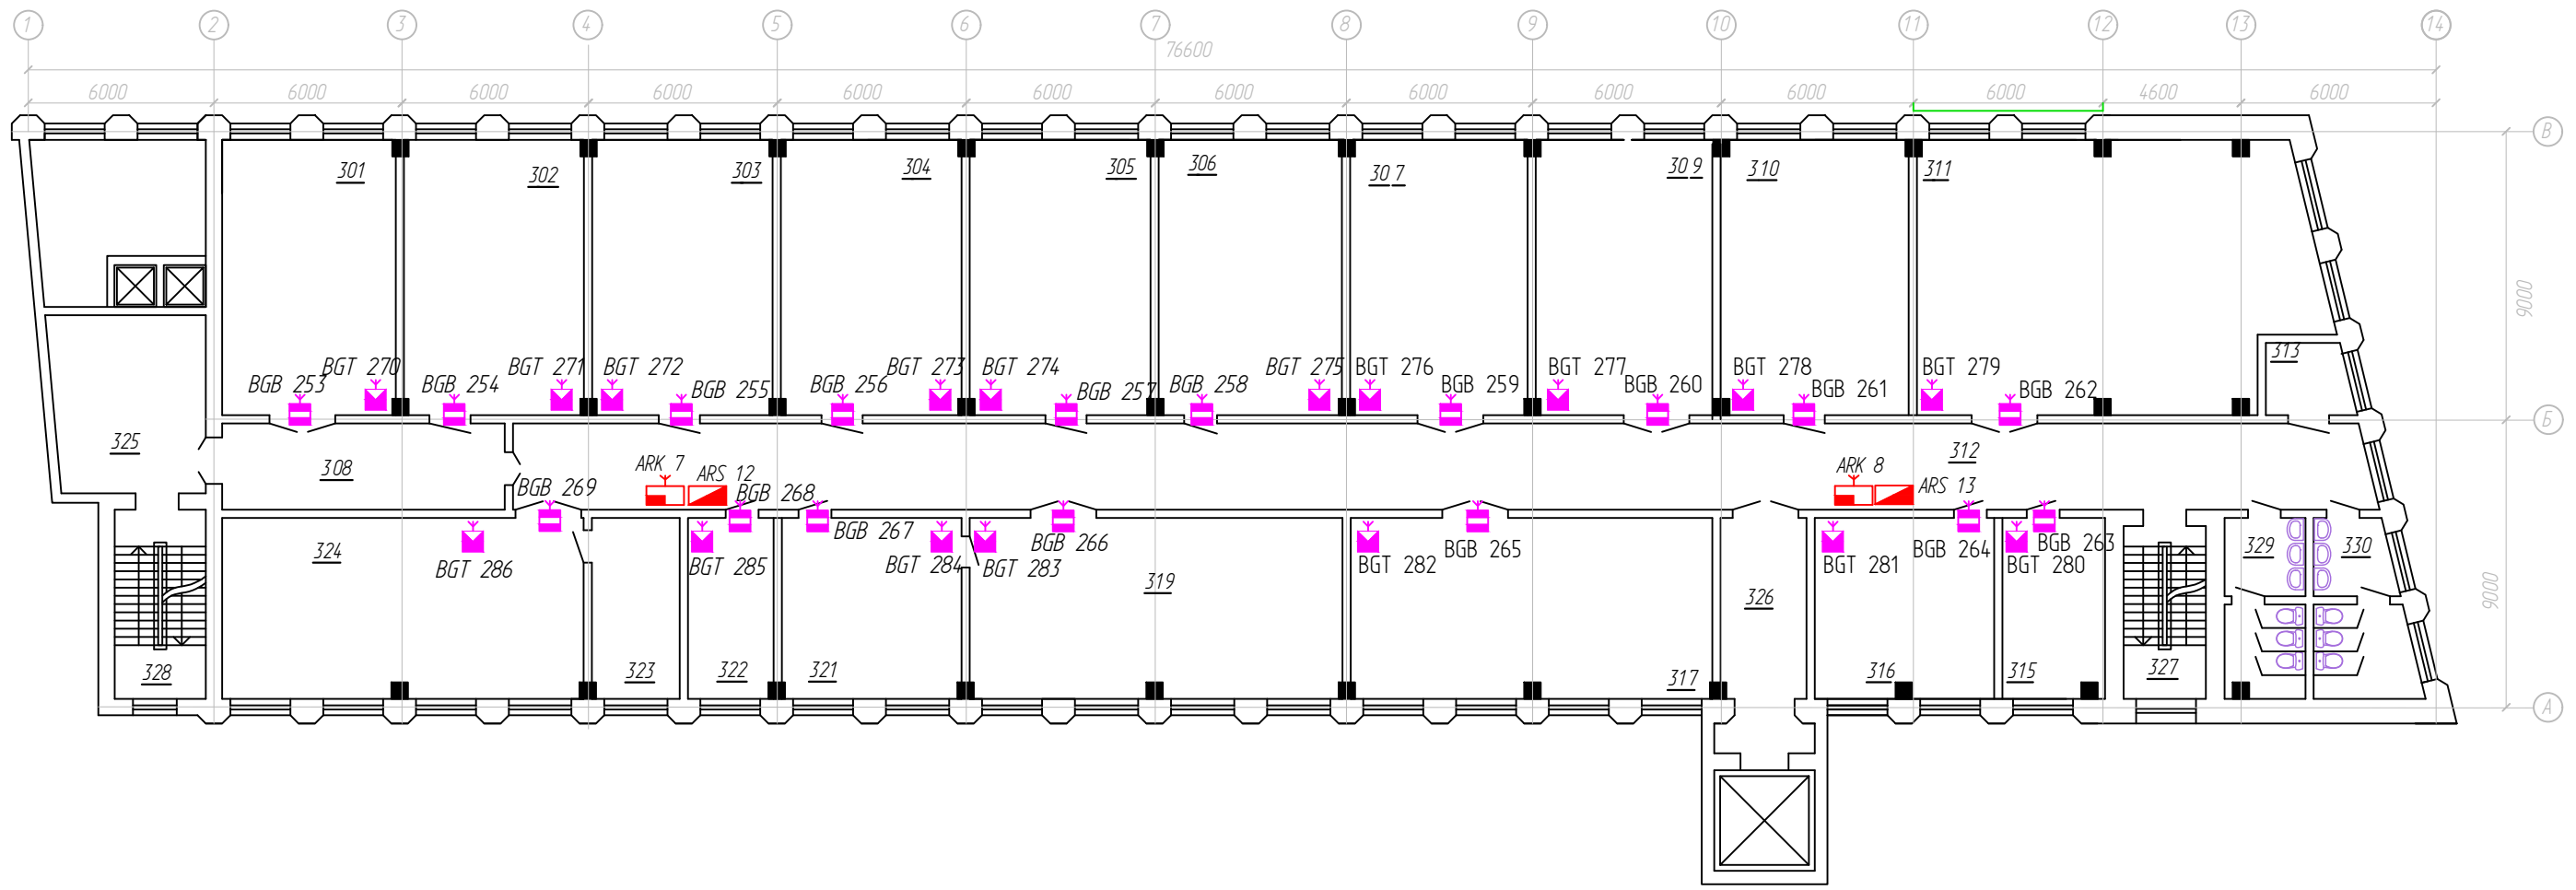 1 2 3 4 5 6 7 8 9 10 11 12 13 14
76600
6000 6000 6000 6000 6000 6000 6000 6000 6000 6000 6000 4600 6000
В
301 302 303 304 305 306 307 309 310 311
9000
313
BGT 270 BGT 271 BGT 272 BGT 273 BGT 274 BGT 275 BGT 276 BGT 277 BGT 278 BGT 279
BGB 253 BGB 254 BGB 255 BGB 256 BGB 257 BGB 258 BGB 259 BGB 260 BGB 261 BGB 262
Б
325 308 312
ARK 7 ARS 12 ARK 8 ARS 13
BGB 269 BGB 268
BGB 267 BGB 266 BGB 265 BGB 264 BGB 263
324 329 330
BGT 286 BGT 285 BGT 284 BGT 283 BGT 282 BGT 281 BGT 280
319 326
9000
328 323 322 321 317 316 315 327
А